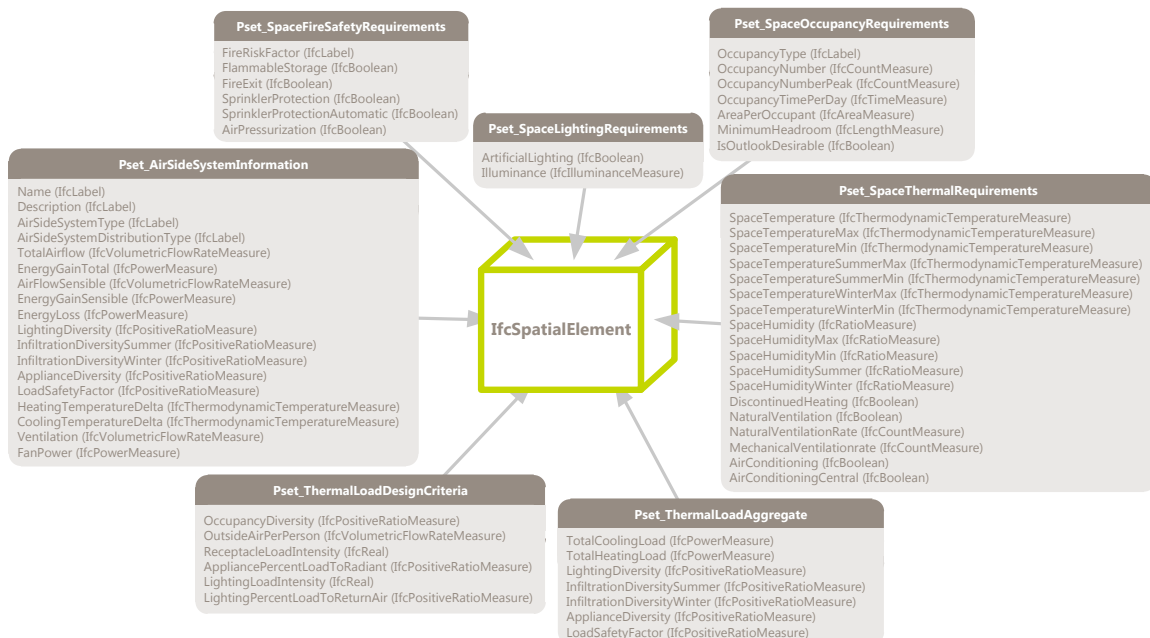 Pset_SpaceFireSafetyRequirements
FireRiskFactor (IfcLabel)
FlammableStorage (IfcBoolean)
FireExit (IfcBoolean)
SprinklerProtection (IfcBoolean)
SprinklerProtectionAutomatic (IfcBoolean)
AirPressurization (IfcBoolean)
Pset_SpaceOccupancyRequirements
OccupancyType (IfcLabel)
OccupancyNumber (IfcCountMeasure)
OccupancyNumberPeak (IfcCountMeasure)
OccupancyTimePerDay (IfcTimeMeasure)
AreaPerOccupant (IfcAreaMeasure)
MinimumHeadroom (IfcLengthMeasure)
IsOutlookDesirable (IfcBoolean)
Pset_SpaceLightingRequirements
ArtificialLighting (IfcBoolean)
Illuminance (IfcIlluminanceMeasure)
Pset_AirSideSystemInformation
Name (IfcLabel)
Description (IfcLabel)
AirSideSystemType (IfcLabel)
AirSideSystemDistributionType (IfcLabel)
TotalAirflow (IfcVolumetricFlowRateMeasure)
EnergyGainTotal (IfcPowerMeasure)
AirFlowSensible (IfcVolumetricFlowRateMeasure)
EnergyGainSensible (IfcPowerMeasure)
EnergyLoss (IfcPowerMeasure)
LightingDiversity (IfcPositiveRatioMeasure)
InfiltrationDiversitySummer (IfcPositiveRatioMeasure)
InfiltrationDiversityWinter (IfcPositiveRatioMeasure)
ApplianceDiversity (IfcPositiveRatioMeasure)
LoadSafetyFactor (IfcPositiveRatioMeasure)
HeatingTemperatureDelta (IfcThermodynamicTemperatureMeasure)
CoolingTemperatureDelta (IfcThermodynamicTemperatureMeasure)
Ventilation (IfcVolumetricFlowRateMeasure)
FanPower (IfcPowerMeasure)
IfcSpatialElement
Pset_SpaceThermalRequirements
SpaceTemperature (IfcThermodynamicTemperatureMeasure)
SpaceTemperatureMax (IfcThermodynamicTemperatureMeasure)
SpaceTemperatureMin (IfcThermodynamicTemperatureMeasure)
SpaceTemperatureSummerMax (IfcThermodynamicTemperatureMeasure)
SpaceTemperatureSummerMin (IfcThermodynamicTemperatureMeasure)
SpaceTemperatureWinterMax (IfcThermodynamicTemperatureMeasure)
SpaceTemperatureWinterMin (IfcThermodynamicTemperatureMeasure)
SpaceHumidity (IfcRatioMeasure)
SpaceHumidityMax (IfcRatioMeasure)
SpaceHumidityMin (IfcRatioMeasure)
SpaceHumiditySummer (IfcRatioMeasure)
SpaceHumidityWinter (IfcRatioMeasure)
DiscontinuedHeating (IfcBoolean)
NaturalVentilation (IfcBoolean)
NaturalVentilationRate (IfcCountMeasure)
MechanicalVentilationrate (IfcCountMeasure)
AirConditioning (IfcBoolean)
AirConditioningCentral (IfcBoolean)
Pset_ThermalLoadDesignCriteria
OccupancyDiversity (IfcPositiveRatioMeasure)
OutsideAirPerPerson (IfcVolumetricFlowRateMeasure)
ReceptacleLoadIntensity (IfcReal)
AppliancePercentLoadToRadiant (IfcPositiveRatioMeasure)
LightingLoadIntensity (IfcReal)
LightingPercentLoadToReturnAir (IfcPositiveRatioMeasure)
Pset_ThermalLoadAggregate
TotalCoolingLoad (IfcPowerMeasure)
TotalHeatingLoad (IfcPowerMeasure)
LightingDiversity (IfcPositiveRatioMeasure)
InfiltrationDiversitySummer (IfcPositiveRatioMeasure)
InfiltrationDiversityWinter (IfcPositiveRatioMeasure)
ApplianceDiversity (IfcPositiveRatioMeasure)
LoadSafetyFactor (IfcPositiveRatioMeasure)